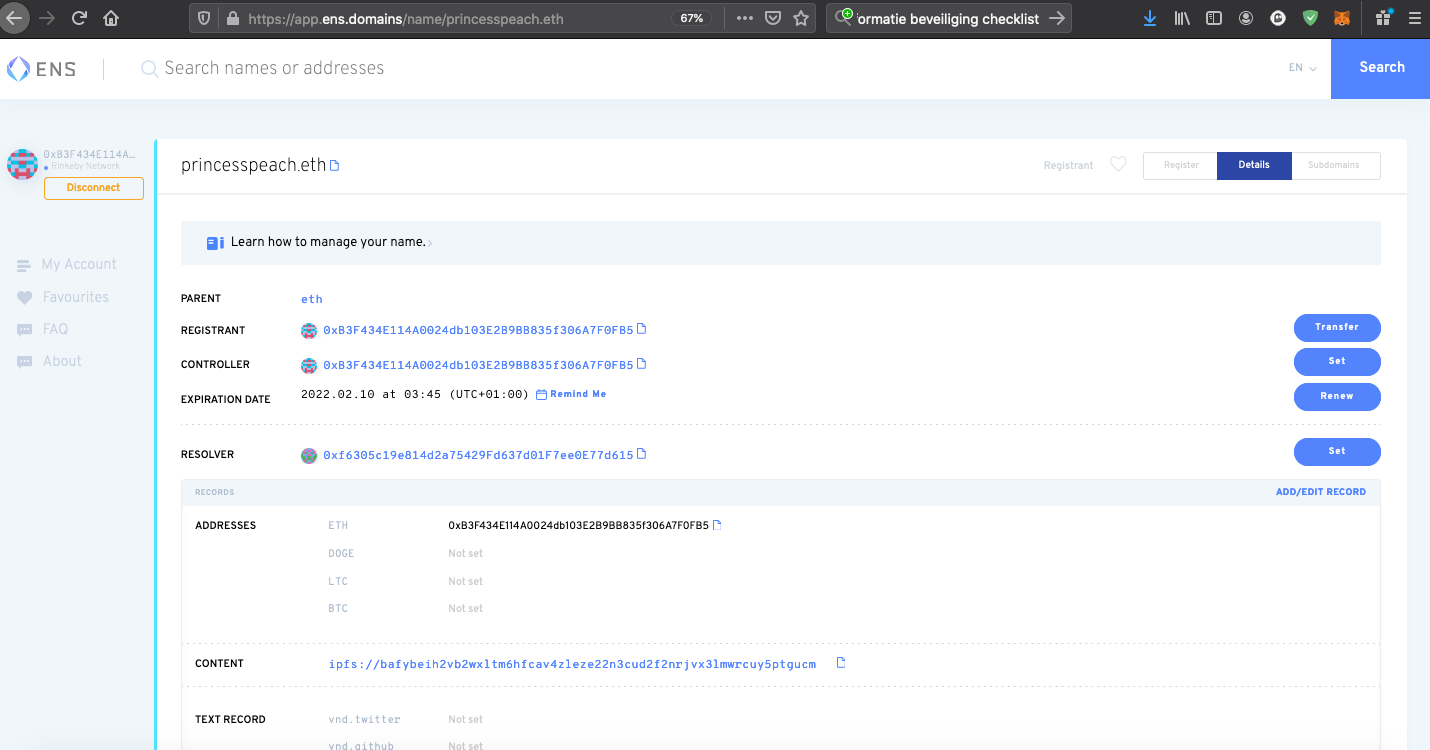 https://app.ens.domains/name/princesspeach.eth
67%
formatie beveiliging checklist
ENS
Search names or addresses
EN
Search
0xB3F434E114A...
Rinkeby Network
Disconnect
My Account
Favourites
FAQ
About
princesspeach.eth
Registrant
Register
Details
Subdomains
Learn how to manage your name.
PARENT eth
REGISTRANT 0xB3F434E114A0024db103E2B9BB835f306A7F0FB5 Transfer
CONTROLLER 0xB3F434E114A0024db103E2B9BB835f306A7F0FB5 Set
EXPIRATION DATE 2022.02.10 at 03:45 (UTC+01:00) Remind Me Renew
RESOLVER 0xf6305c19e814d2a75429Fd637d01F7ee0E77d615 Set
RECORDS ADD/EDIT RECORD
ADDRESSES ETH 0xB3F434E114A0024db103E2B9BB835f306A7F0FB5
DOGE Not set
LTC Not set
BTC Not set
CONTENT ipfs://bafybeih2vb2wxltm6hfcav4zleze22n3cud2f2nrjvx3lmwrcuy5ptgucm
TEXT RECORD vnd.twitter Not set
vnd.github Not set